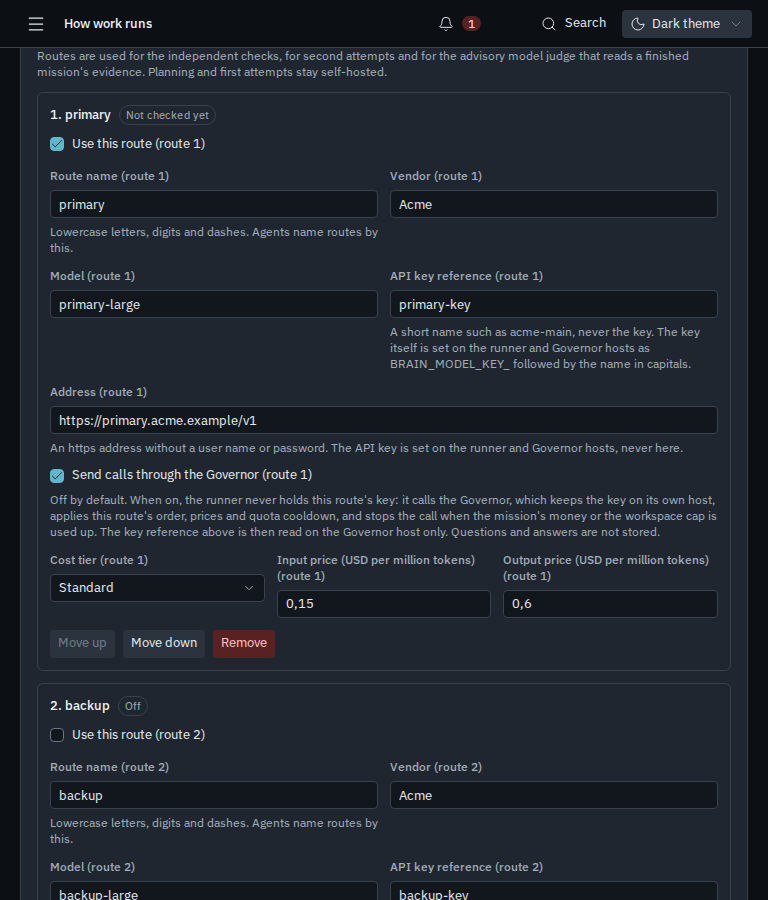 How work runs
1
Search
Dark theme
Routes are used for the independent checks, for second attempts and for the advisory model judge that reads a finished
mission's evidence. Planning and first attempts stay self-hosted.
1. primary
Not checked yet
Use this route (route 1)
Route name (route 1)
Vendor (route 1)
primary
Acme
Lowercase letters, digits and dashes. Agents name routes by
this.
Model (route 1)
API key reference (route 1)
primary-large
primary-key
A short name such as acme-main, never the key. The key
itself is set on the runner and Governor hosts as
BRAIN_MODEL_KEY_ followed by the name in capitals.
Address (route 1)
https://primary.acme.example/v1
An https address without a user name or password. The API key is set on the runner and Governor hosts, never here.
Send calls through the Governor (route 1)
Off by default. When on, the runner never holds this route's key: it calls the Governor, which keeps the key on its own host,
applies this route's order, prices and quota cooldown, and stops the call when the mission's money or the workspace cap is
used up. The key reference above is then read on the Governor host only. Questions and answers are not stored.
Cost tier (route 1)
Input price (USD per million tokens)
(route 1)
Output price (USD per million tokens)
(route 1)
Standard
0,15
0,6
Move up
Move down
Remove
2. backup
Off
Use this route (route 2)
Route name (route 2)
Vendor (route 2)
backup
Acme
Lowercase letters, digits and dashes. Agents name routes by
this.
Model (route 2)
API key reference (route 2)
backup-large
backup-key